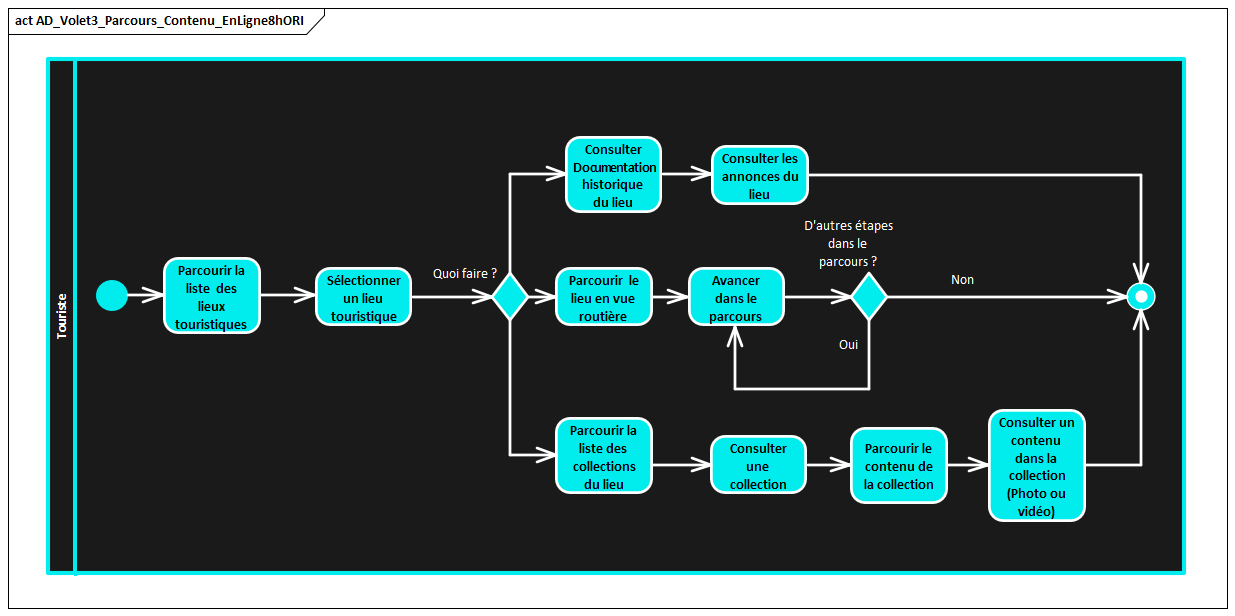 act AD_Volet3_Parcours_Contenu_EnLigne8hORI
Touriste
Parcourir la
liste des
lieux
touristiques
Sélectionner
un lieu
touristique
Quoi faire ?
Consulter
Documentation
historique
du lieu
Consulter les
annonces du
lieu
Parcourir le
lieu en vue
routière
Avancer
dans le
parcours
D'autres étapes
dans le
parcours ?
Non
Oui
Parcourir la
liste des
collections
du lieu
Consulter
une
collection
Parcourir le
contenu de
la collection
Consulter un
contenu
dans la
collection
(Photo ou
vidéo)